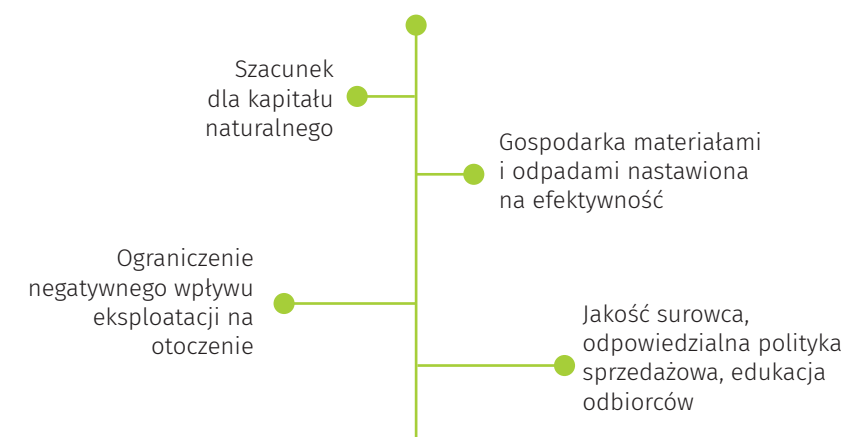 Szacunek
dla kapitału
naturalnego
Gospodarka materiałami
i odpadami nastawiona
na efektywność
Ograniczenie
negatywnego wpływu
eksploatacji na
otoczenie
Jakość surowca,
odpowiedzialna polityka
sprzedażowa, edukacja
odbiorców